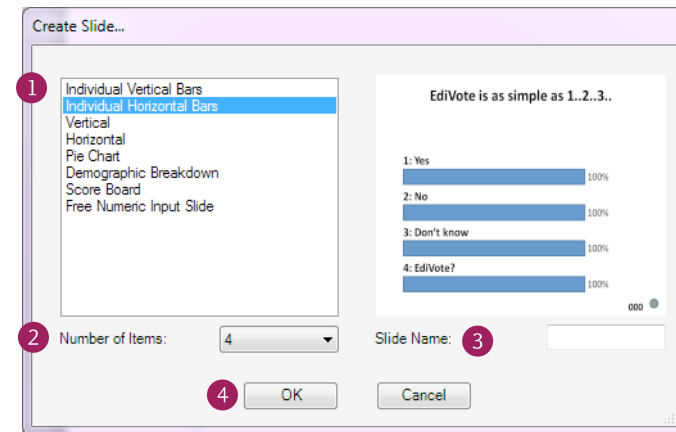 Create Slide...
1
Individual Vertical Bars
Individual Horizontal Bars
Vertical
Horizontal
Pie Chart
Demographic Breakdown
Score Board
Free Numeric Input Slide
EdiVote is as simple as 1..2..3..
1: Yes
100%
2: No
100%
3: Don't know
100%
4: EdiVote?
100%
000
2 Number of Items: 4
Slide Name: 3
4 OK Cancel